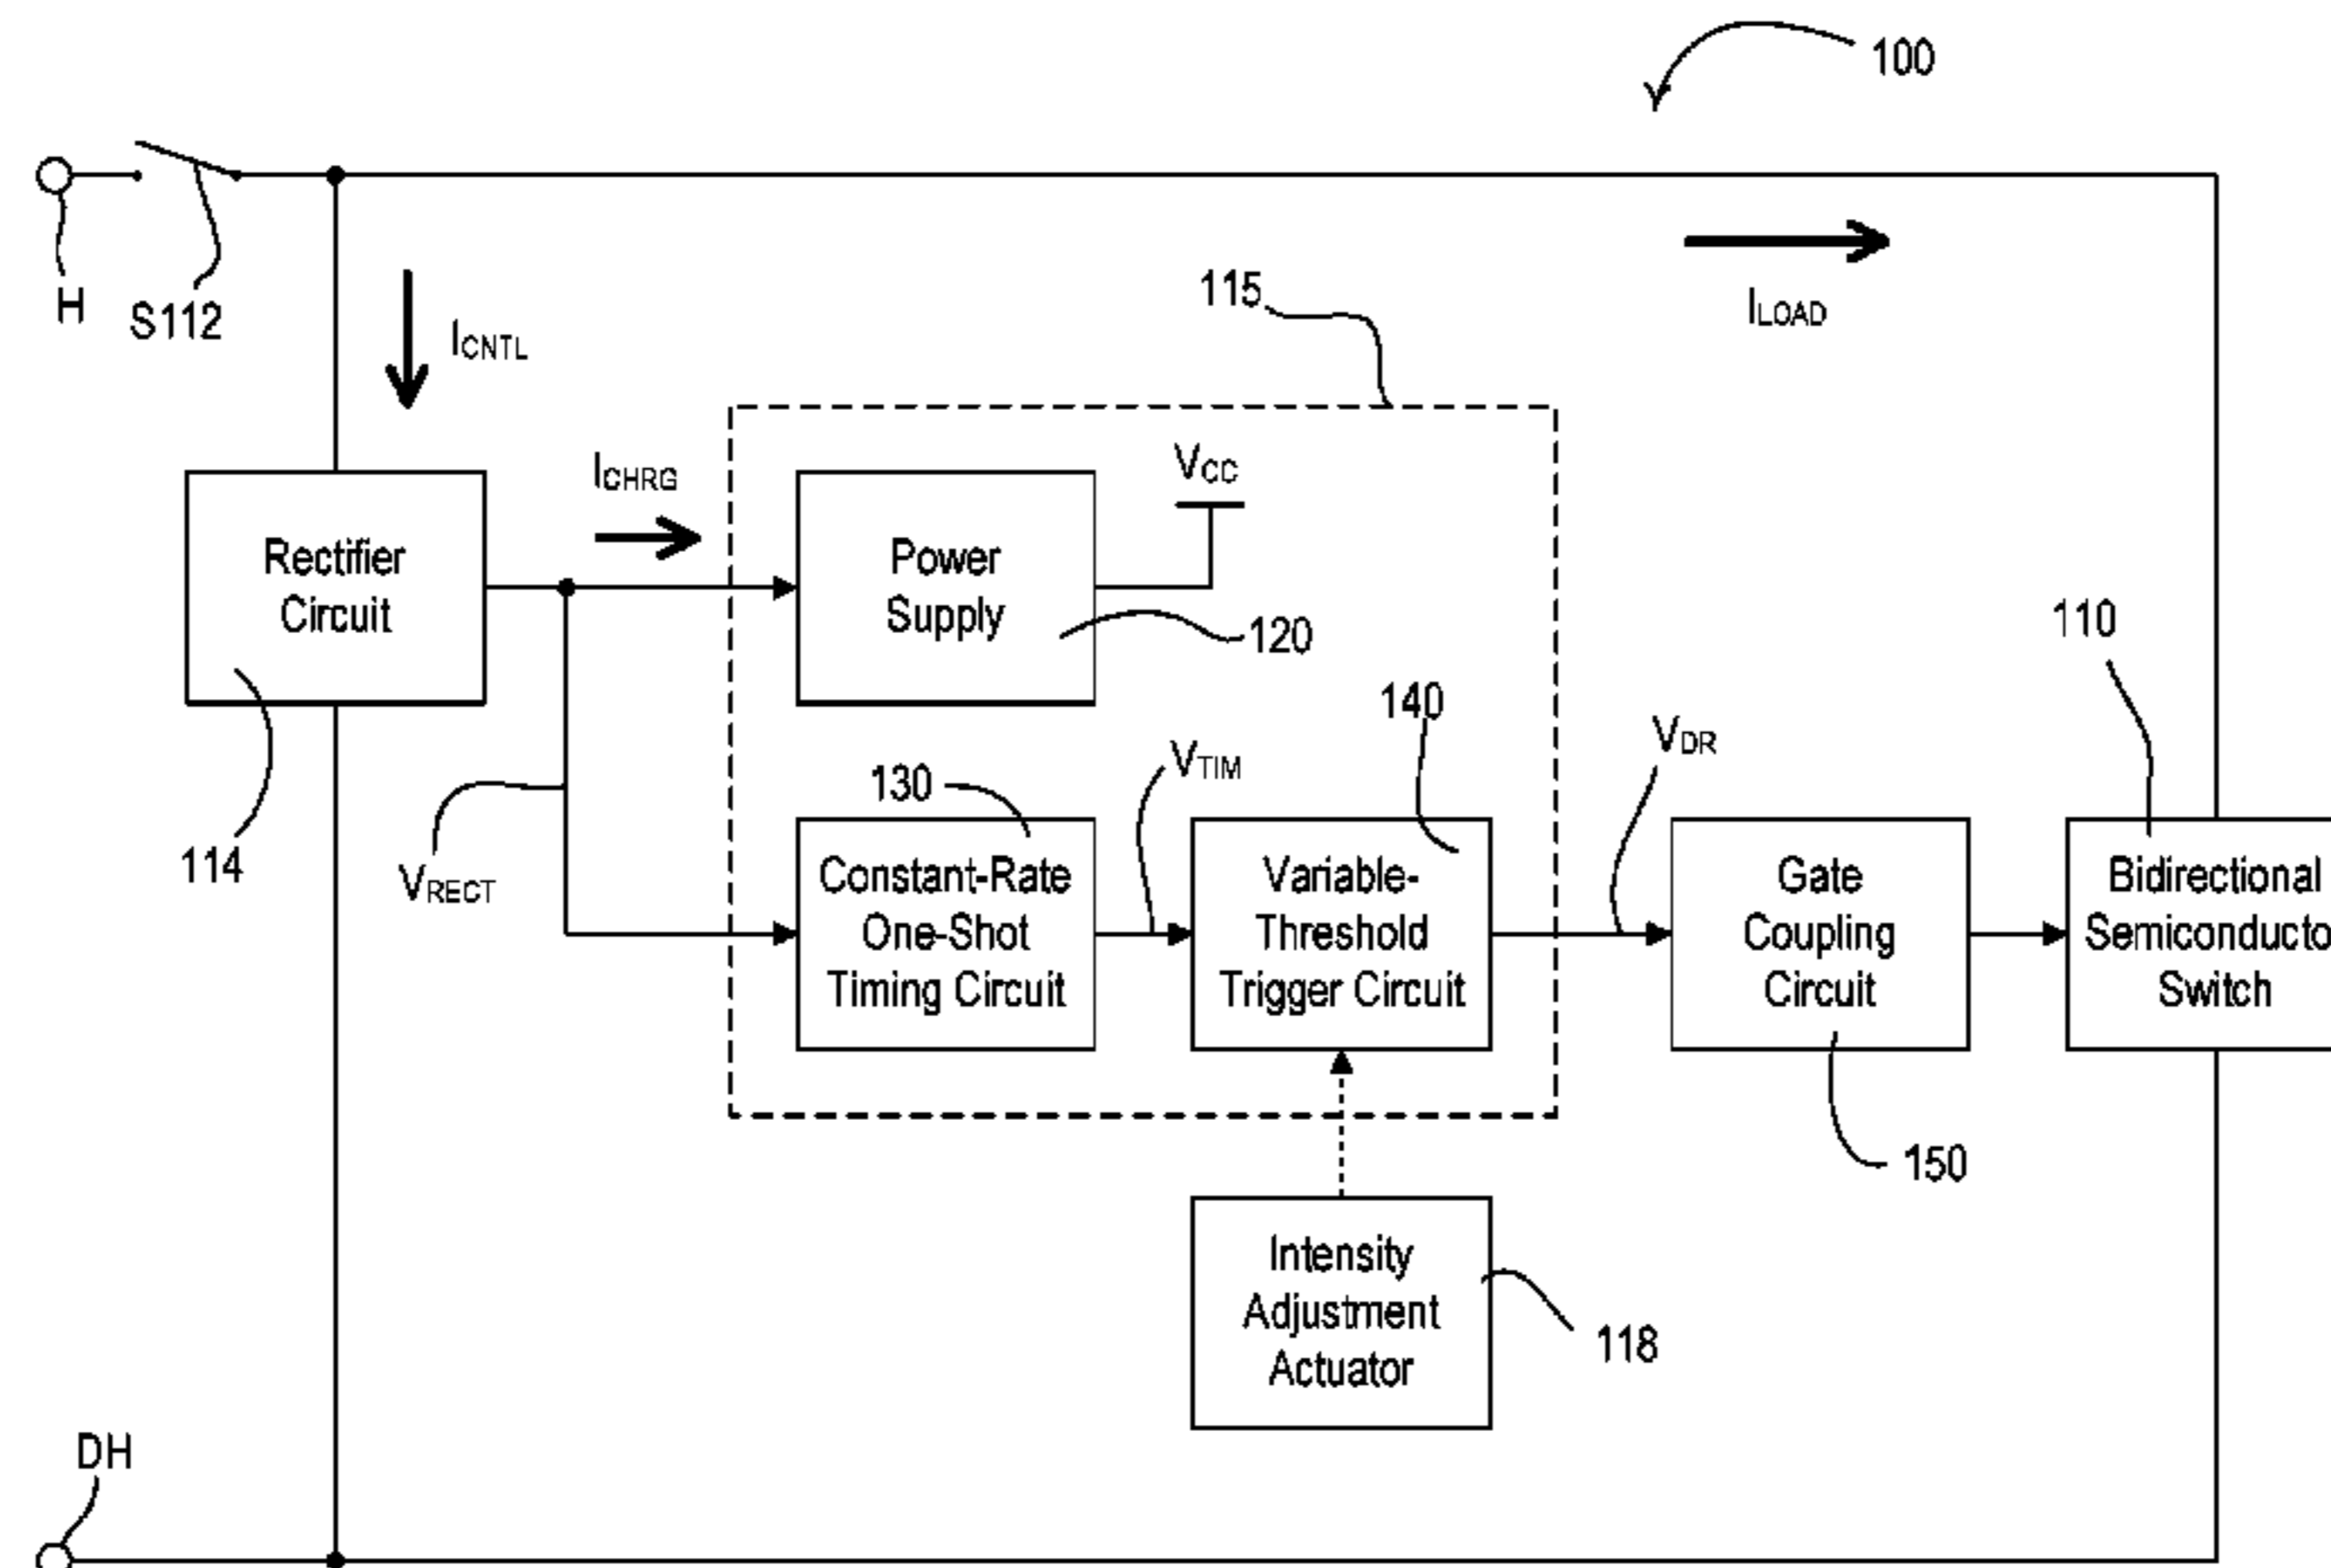 100
H
S112
ICNTL
ILOAD
115
ICHRG
VCC
Rectifier
Circuit
Power
Supply
120
110
140
VDR
VTIM
130
114
VRECT
Constant-Rate
One-Shot
Timing Circuit
Variable-
Threshold
Trigger Circuit
Gate
Coupling
Circuit
Bidirectional
Semiconducto
Switch
150
Intensity
Adjustment
Actuator
118
DH